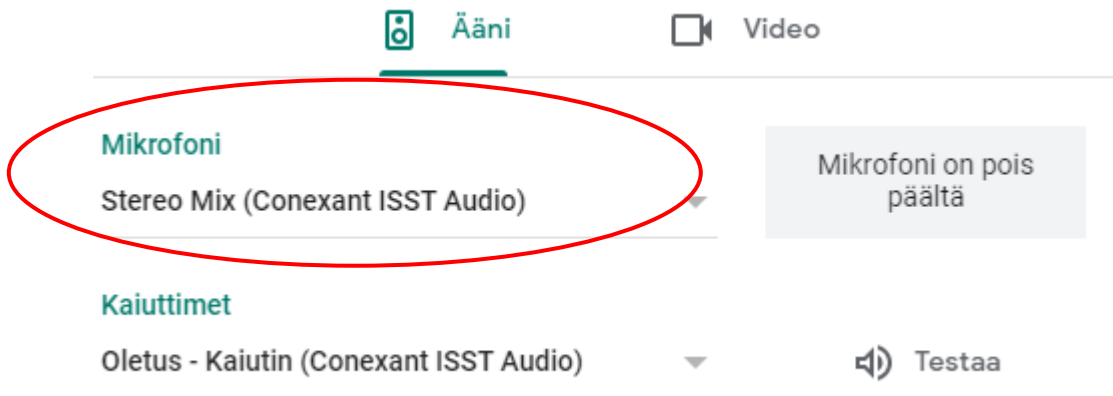 Ääni
Video
Mikrofoni
Stereo Mix (Conexant ISST Audio)
Mikrofoni on pois
päältä
Kaiuttimet
Oletus - Kaiutin (Conexant ISST Audio)
Testaa